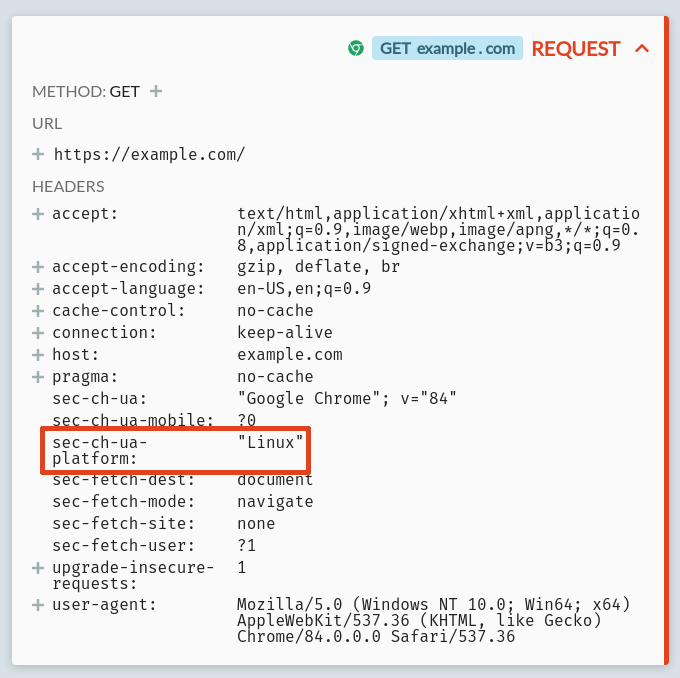 GET example.com REQUEST
METHOD: GET
URL
https://example.com/
HEADERS
accept: text/html,application/xhtml+xml,applicatio
n/xml;q=0.9,image/webp,image/apng,*/*;q=0.
8,application/signed-exchange;v=b3;q=0.9
accept-encoding: gzip, deflate, br
accept-language: en-US,en;q=0.9
cache-control: no-cache
connection: keep-alive
host: example.com
pragma: no-cache
sec-ch-ua: "Google Chrome"; v="84"
sec-ch-ua-mobile: ?0
sec-ch-ua- "Linux"
platform:
sec-fetch-dest: document
sec-fetch-mode: navigate
sec-fetch-site: none
sec-fetch-user: ?1
upgrade-insecure- 1
requests:
user-agent: Mozilla/5.0 (Windows NT 10.0; Win64; x64)
AppleWebKit/537.36 (KHTML, like Gecko)
Chrome/84.0.0.0 Safari/537.36